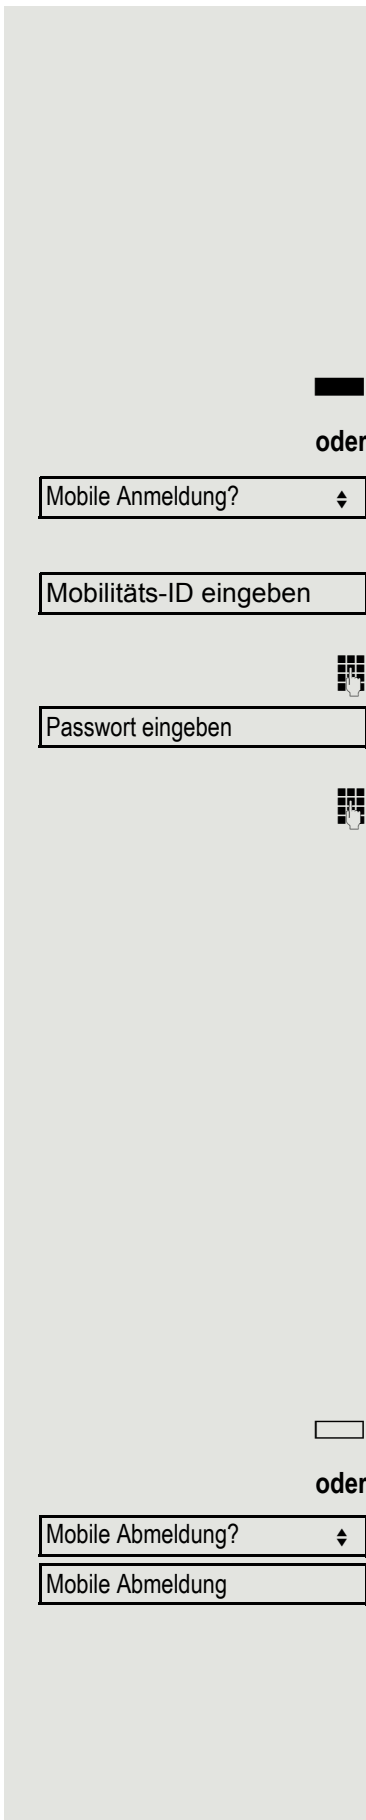 oder
Mobile Anmeldung?
Mobilitäts-ID eingeben
Passwort eingeben
oder
Mobile Abmeldung?
Mobile Abmeldung